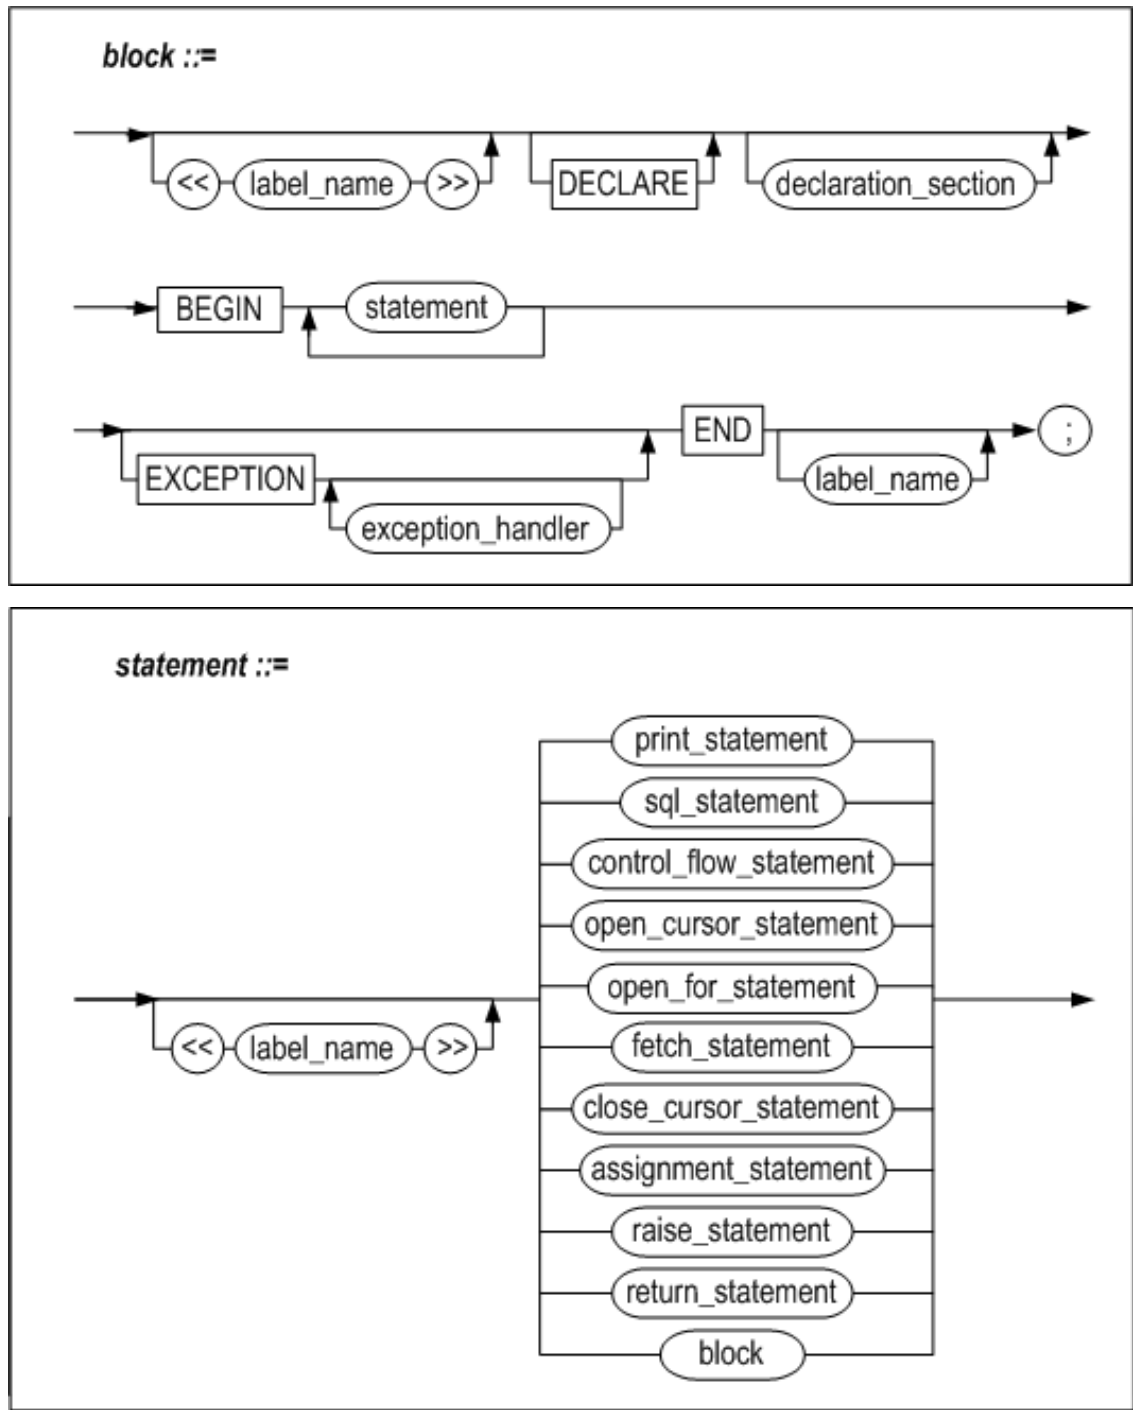 block ::=
<< label_name >> DECLARE declaration_section
BEGIN statement
EXCEPTION exception_handler END label_name ;
statement ::=
print_statement
sql_statement
control_flow_statement
open_cursor_statement
open_for_statement
<< label_name >>
fetch_statement
close_cursor_statement
assignment_statement
raise_statement
return_statement
block